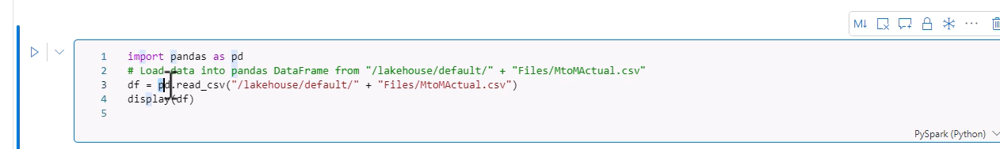 M↓
1 import pandas as pd
2 # Load data into pandas DataFrame from "/lakehouse/default/" + "Files/MtoMActual.csv"
3 df = pd.read_csv("/lakehouse/default/" + "Files/MtoMActual.csv")
4 display(df)
5
PySpark (Python)